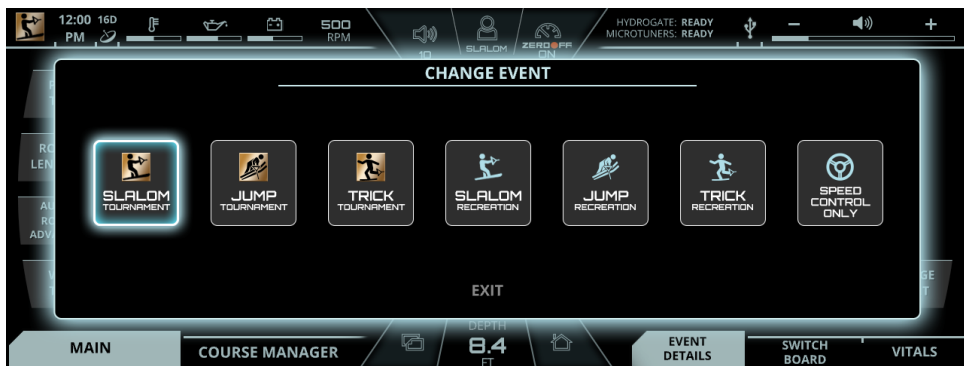 12:00 16D
PM
500
RPM
10
SLALOM
ZEROOFF
ON
HYDROGATE: READY
MICROTUNERS: READY
CHANGE EVENT
SLALOM
TOURNAMENT
JUMP
TOURNAMENT
TRICK
TOURNAMENT
SLALOM
RECREATION
JUMP
RECREATION
TRICK
RECREATION
SPEED
CONTROL
ONLY
EXIT
DEPTH
8.4
FT
MAIN
COURSE MANAGER
EVENT
DETAILS
SWITCH
BOARD
VITALS